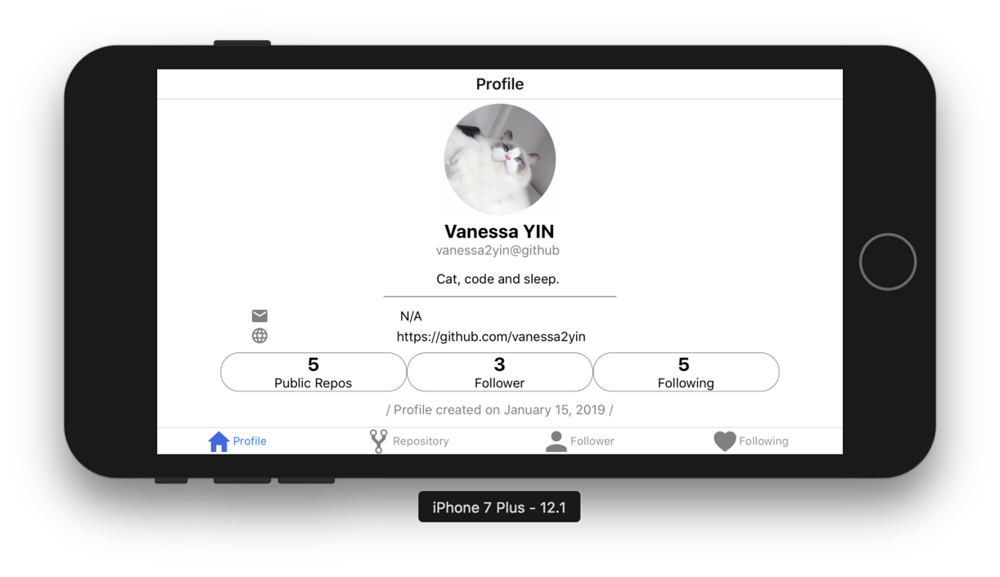 Profile
Vanessa YIN
vanessa2yin@github
Cat, code and sleep.
N/A
https://github.com/vanessa2yin
5 3 5
Public Repos Follower Following
/ Profile created on January 15, 2019 /
Profile Repository Follower Following
iPhone 7 Plus - 12.1